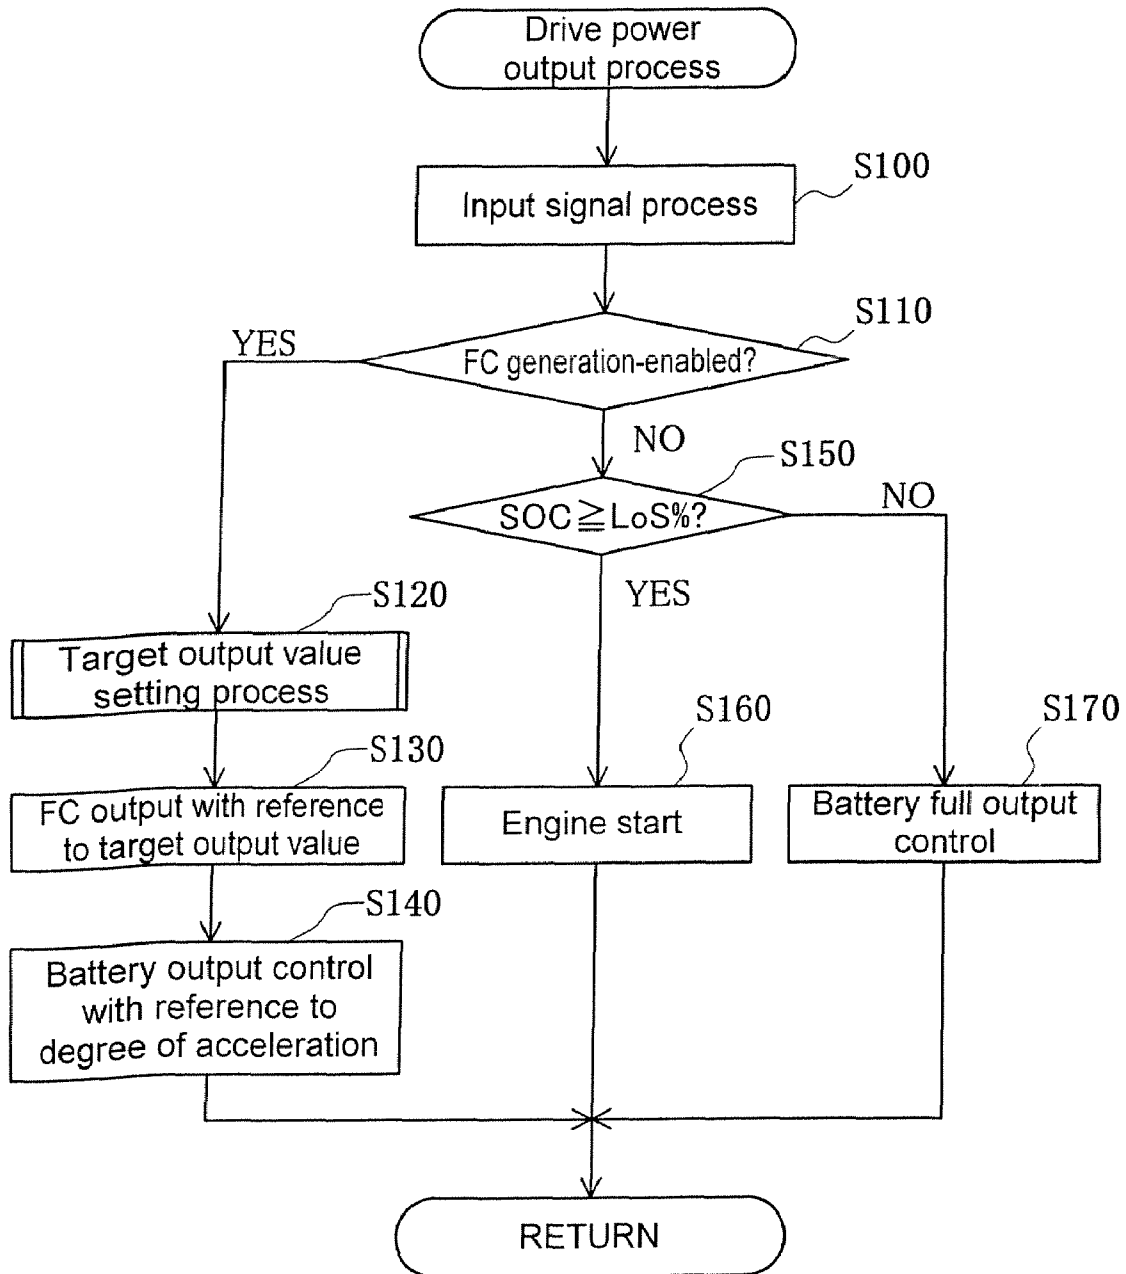 Drive power
output process
S100
Input signal process
S110
YES
FC generation-enabled?
NO
S150
NO
SOC≧LoS%?
YES
S120
Target output value
setting process
S160
S170
S130
FC output with reference
to target output value
Engine start
Battery full output
control
S140
Battery output control
with reference to
degree of acceleration
RETURN